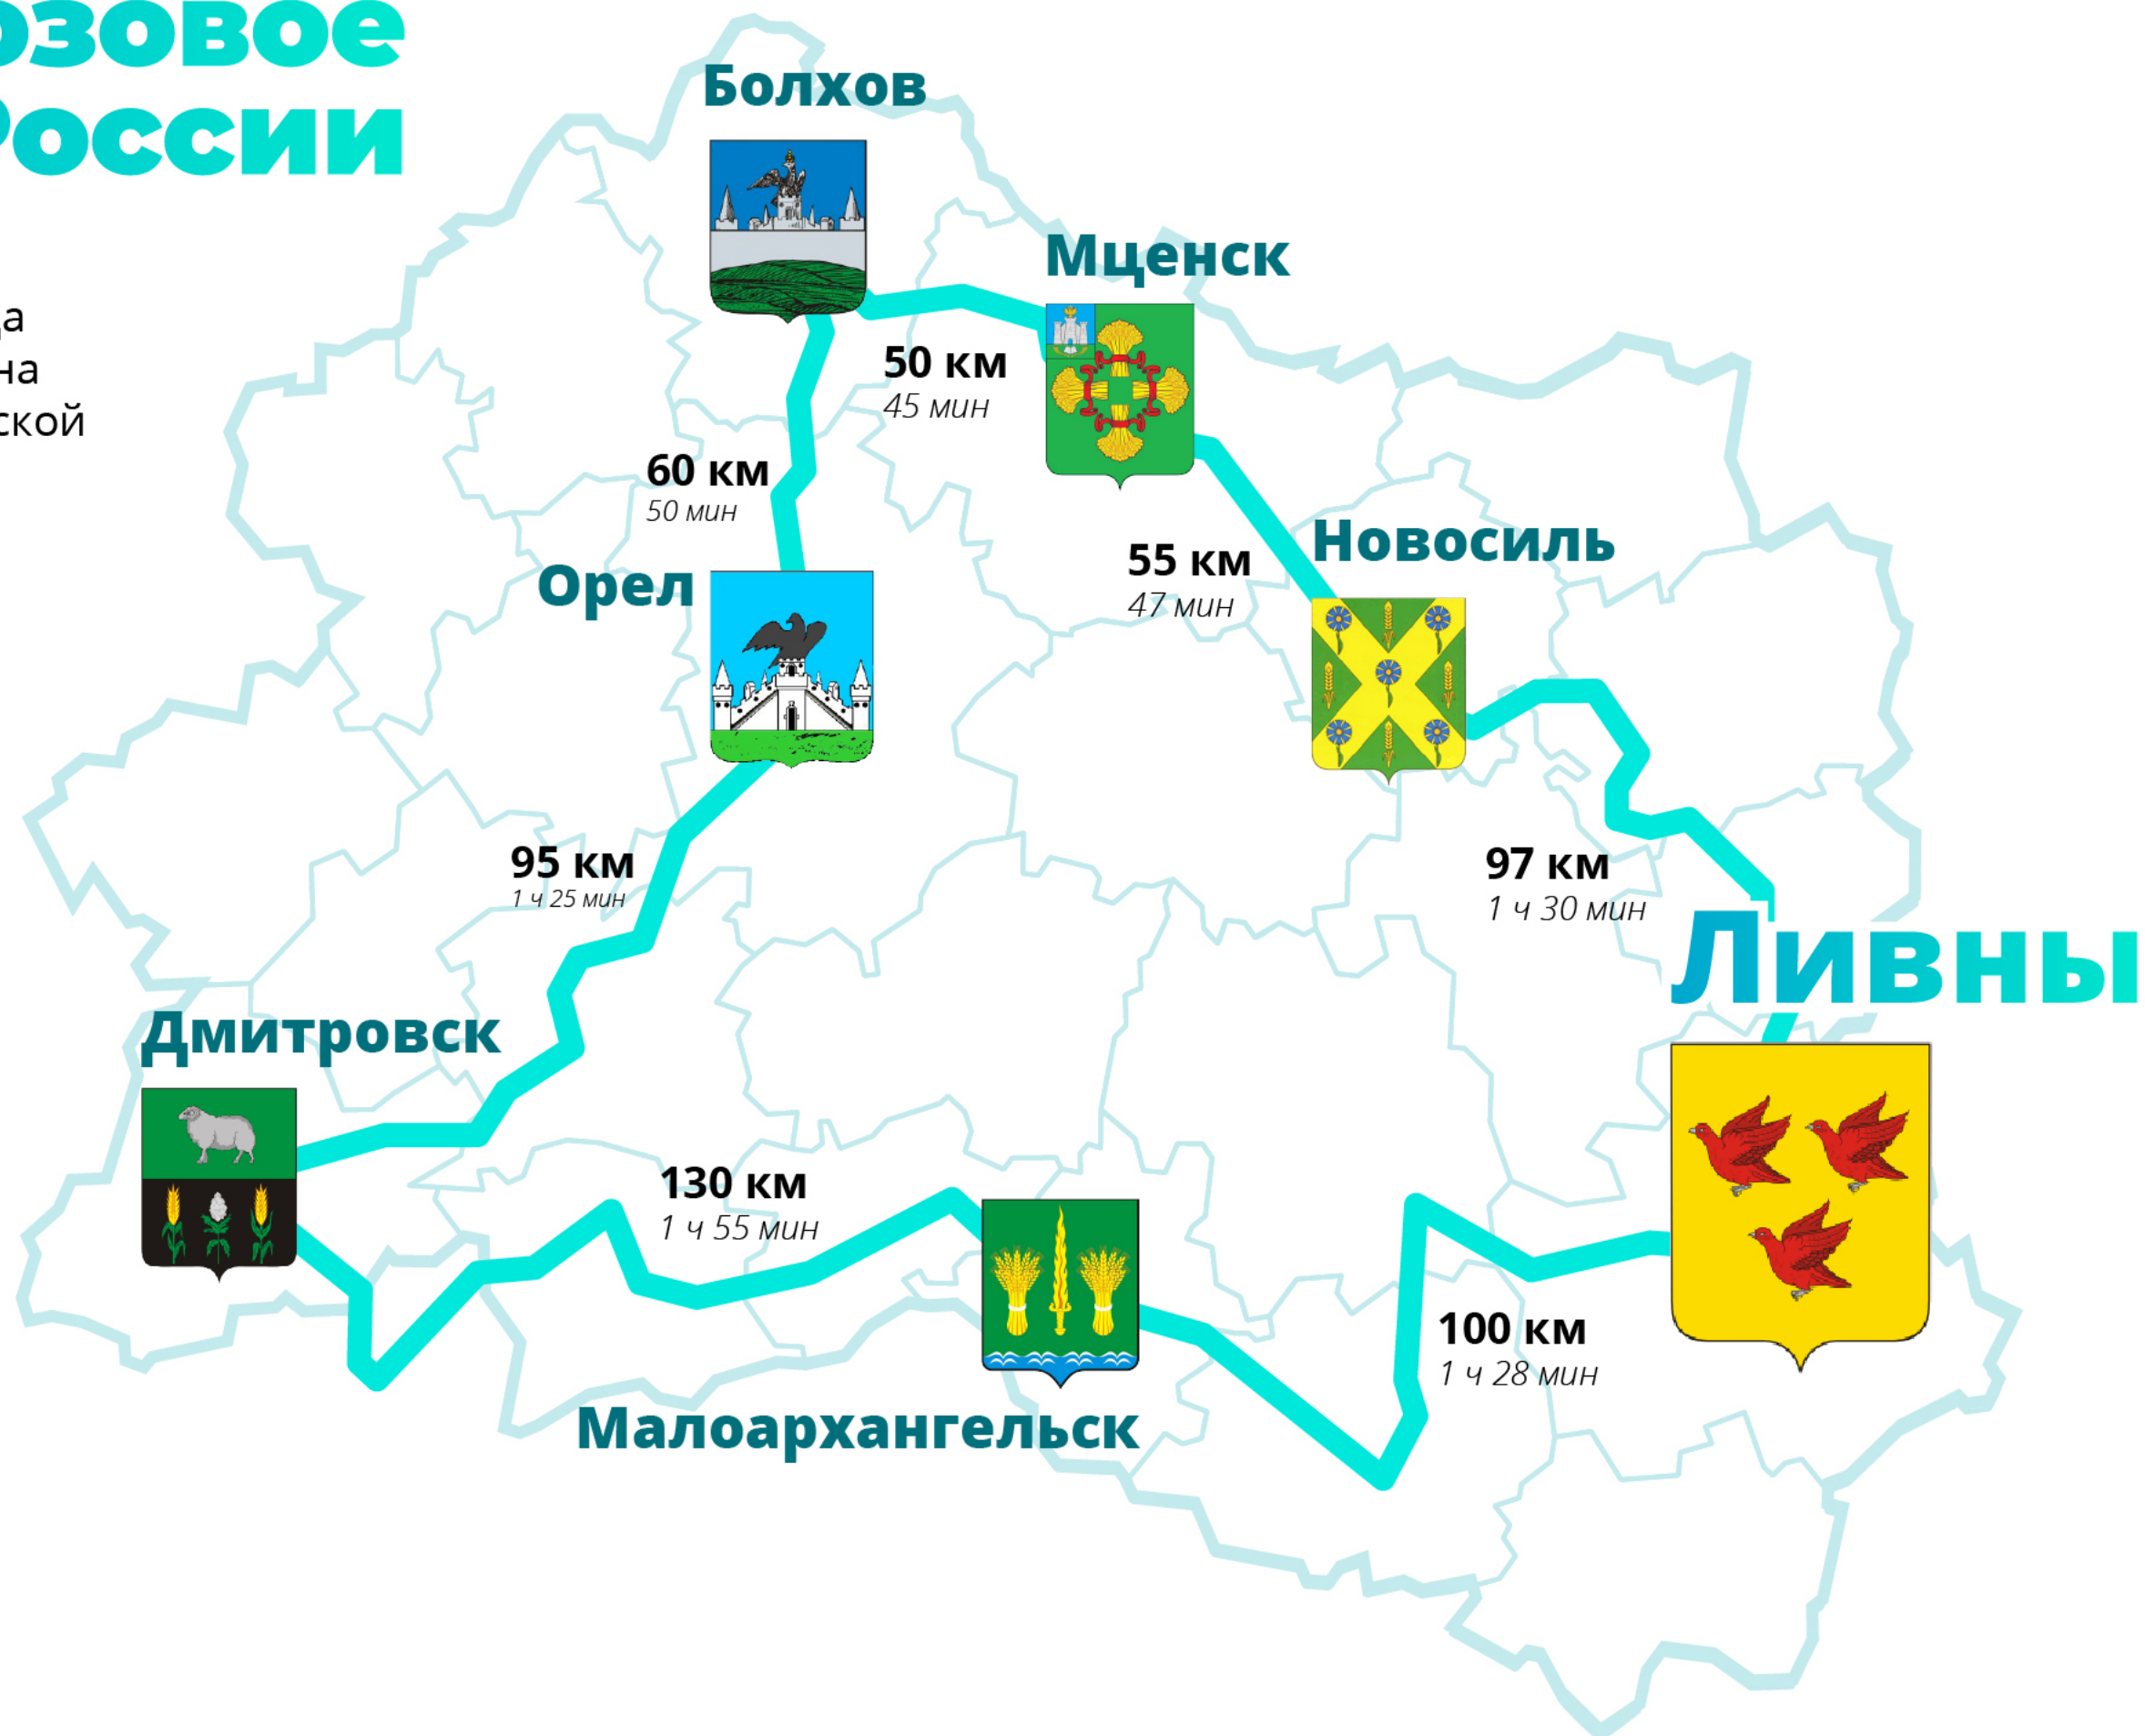 озовое
России
Болхов
Мценск
да
на
ской
50 км
45 мин
60 км
50 мин
Новосиль
55 км
47 мин
Орел
95 км
1 ч 25 мин
97 км
1 ч 30 мин
Ливны
Дмитровск
130 км
1 ч 55 мин
100 км
1 ч 28 мин
Малоархангельск